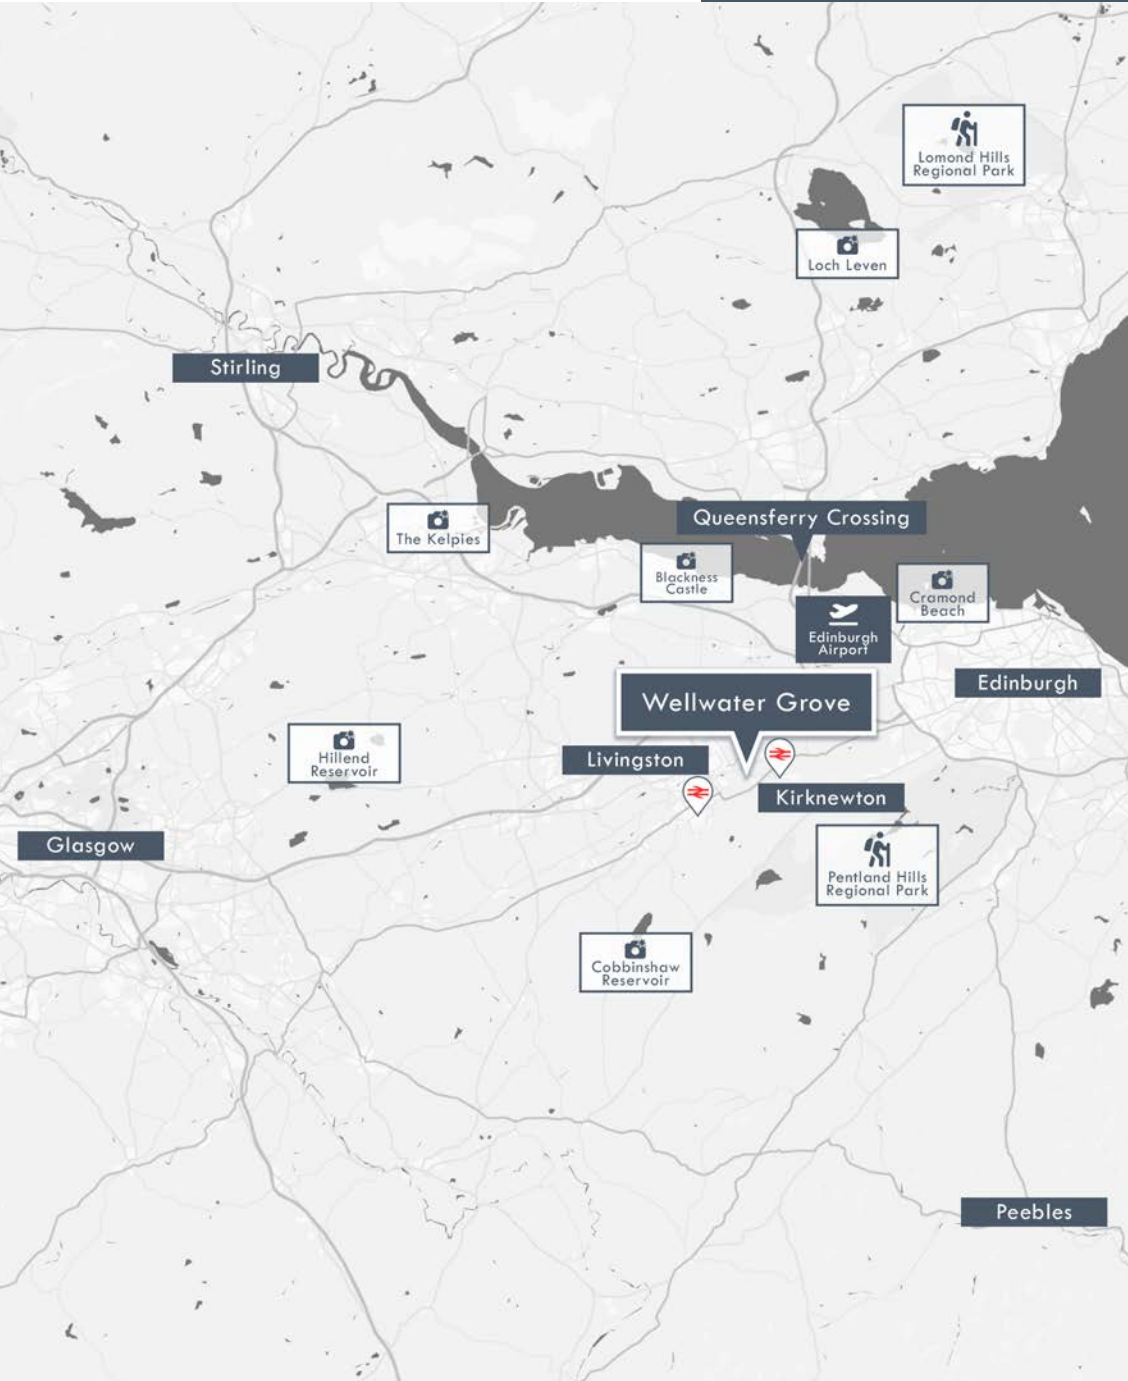 Lomond Hills
Regional Park
Loch Leven
Stirling
Queensferry Crossing
The Kelpies
Blackness
Castle
Cramond
Beach
Edinburgh
Airport
Edinburgh
Wellwater Grove
Livingston
Hillend
Reservoir
Kirknewton
Glasgow
Pentland Hills
Regional Park
Cobbinshaw
Reservoir
Peebles